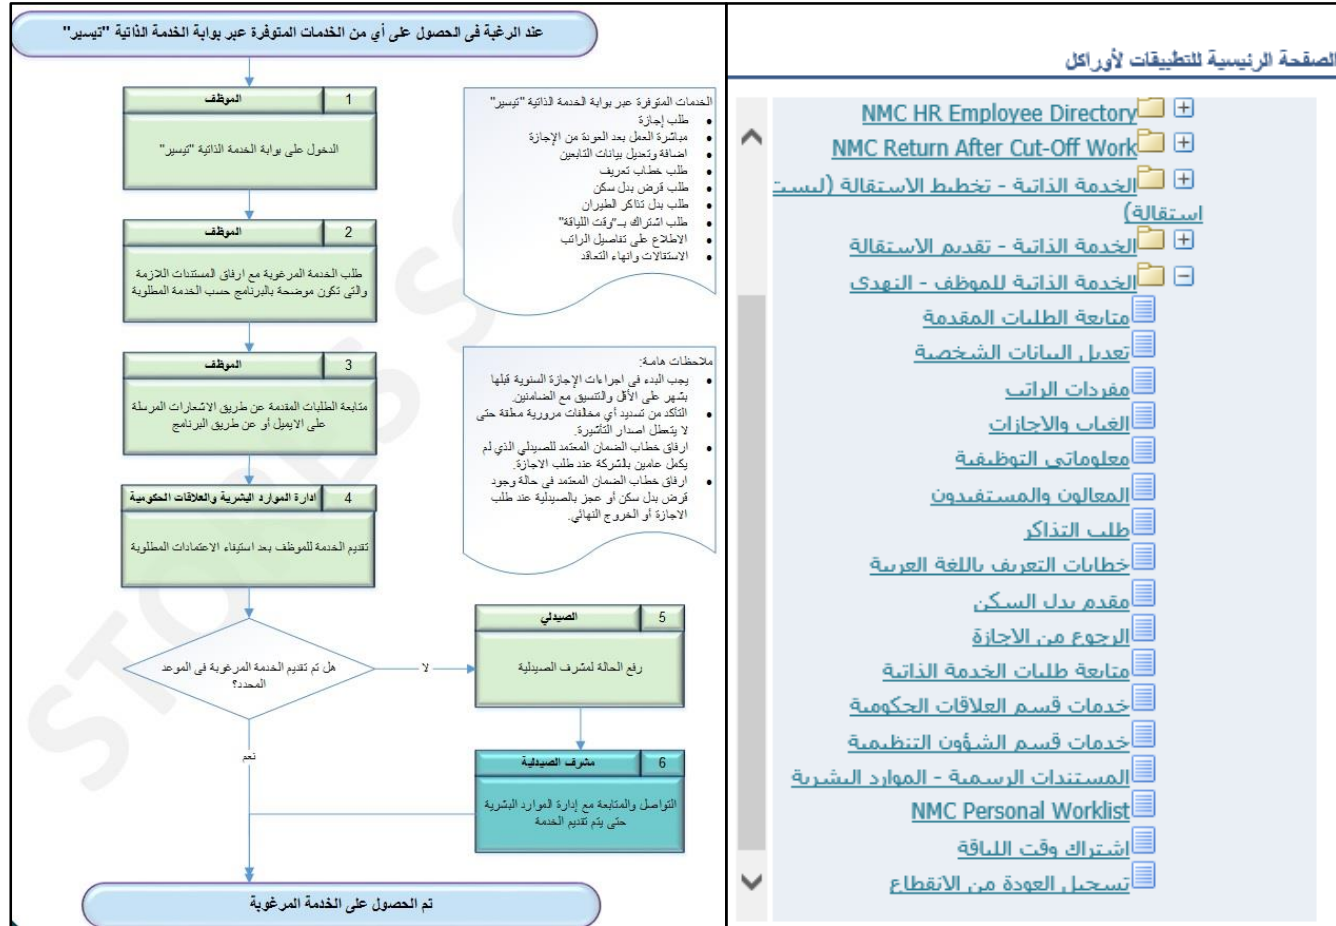 عند الرغبة فى الحصول على أي من الخدمات المتوفرة عبر بوابة الخدمة الذاتية "تيسير"
1
الموظف
الدخول على بوابة الخدمة الذاتية "تيسير"
2
الموظف
طلب الخدمة المرغوبة مع ارفاق المستندات اللازمة
والتى تكون موضحة بالبرنامج حسب الخدمة المطلوبة
3
الموظف
متابعة الطلبات المقدمة عن طريق الاشعارات المرسلة
على الايميل أو عن طريق البرنامج
4
ادارة الموارد البشرية والعلاقات الحكومية
تقديم الخدمة للموظف بعد استيفاء الاعتمادات المطلوبة
هل تم تقديم الخدمة المرغوبة فى الموعد
المحدد؟
لا
نعم
5
الصيدلي
رفع الحالة لمشرف الصيدلية
6
مشرف الصيدلية
التواصل والمتابعة مع إدارة الموارد البشرية
حتى يتم تقديم الخدمة
تم الحصول على الخدمة المرغوبة
الخدمات المتوفرة عبر بوابة الخدمة الذاتية "تيسير"
طلب إجازة
مباشرة العمل بعد العودة من الإجازة
اضافة وتعديل بيانات التابعين
طلب خطاب تعريف
طلب قرض بدل سكن
طلب بدل تذاكر الطيران
طلب اشتراك بــ"وقت اللياقة"
الاطلاع على تفاصيل الراتب
الاستقالات وانهاء التعاقد
ملاحظات هامة:
يجب البدء فى اجراءات الإجازة السنوية قبلها
بشهر على الأقل والتنسيق مع الضامنين.
التأكد من تسديد أي مخالفات مرورية معلقة حتى
لا يتعطل اصدار التأشيرة.
ارفاق خطاب الضمان المعتمد للصيدلي الذي لم
يكمل عامين بالشركة عند طلب الاجازة.
ارفاق خطاب الضمان المعتمد فى حالة وجود
قرض بدل سكن أو عجز بالصيدلية عند طلب
الاجازة أو الخروج النهائي.
الصفحة الرئيسية للتطبيقات لأوراكل
NMC HR Employee Directory
NMC Return After Cut-Off Work
الخدمة الذاتية - تخطيط الاستقالة (ليست
استقالة)
الخدمة الذاتية - تقديم الاستقالة
الخدمة الذاتية للموظف - النهدى
متابعة الطلبات المقدمة
تعديل البيانات الشخصية
مفردات الراتب
الغياب والاجازات
معلوماتى التوظيفية
المعالون والمستفيدون
طلب التذاكر
خطابات التعريف باللغة العربية
مقدم بدل السكن
الرجوع من الاجازة
متابعة طلبات الخدمة الذاتية
خدمات قسم العلاقات الحكومية
خدمات قسم الشؤون التنظيمية
المستندات الرسمية - الموارد البشرية
NMC Personal Worklist
اشتراك وقت اللياقة
تسجيل العودة من الانقطاع